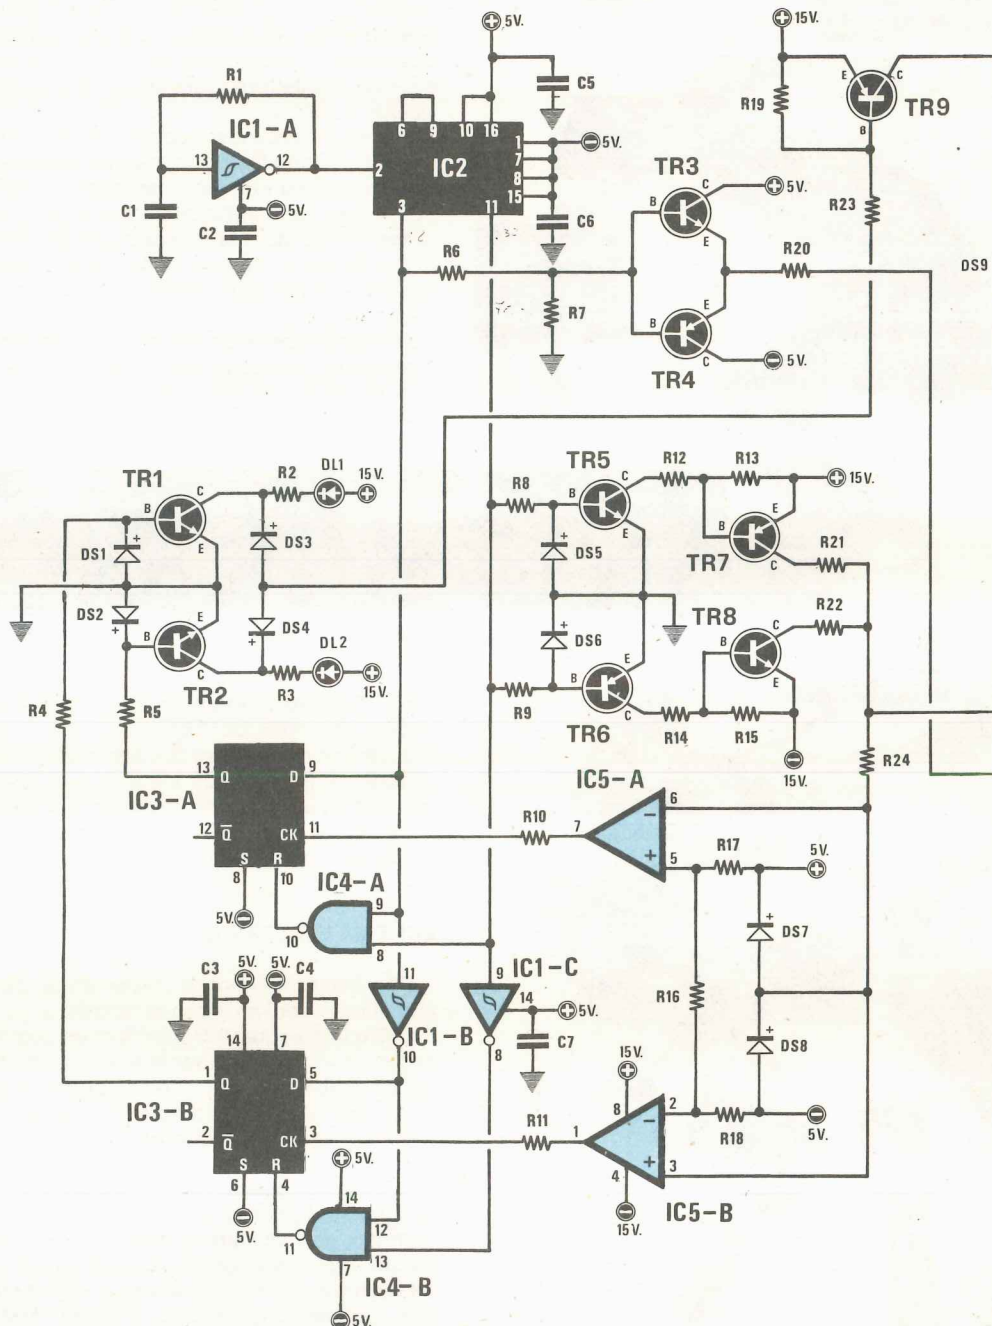 5V.
15V.
R1
C5
E
C
R19
TR9
B
IC1-A
6 9 10 16
13 12
2 IC2
1
7
8
15
5V.
7
5V.
C1
C2
3 11
C6
TR3
C
5V.
B
E
R23
R6
R20
DS9
R7
E
B
C
5V.
TR4
TR1
R2
DL1
15V.
C
B
E
DS1
DS3
DS2
DS4
E
B
C
TR2
DL2
R3
15V.
TR5
R12 R13
15V.
R8
C
B
E
DS5
E
B
C
TR7
R21
TR8
R22
DS6
C
B
E
E
B
C
R9
TR6
R14 R15
15V.
R4
R5
R24
13 Q D 9
IC3-A
12 Q CK 11
S R
8 10
5V.
IC5-A
R10
7
6
5
R17
5V.
IC4-A
9
10
8
DS7
C3
5V.
5V.
C4
11
9
IC1-C
14
5V.
R16
IC1-B
10
8
C7
DS8
14 7
1 Q D 5
IC3-B
2 Q CK 3
S R
6 4
5V.
15V.
8
R11
1
2
3
4
R18
5V.
15V.
IC5-B
5V.
14
12
11
13
7
IC4-B
5V.